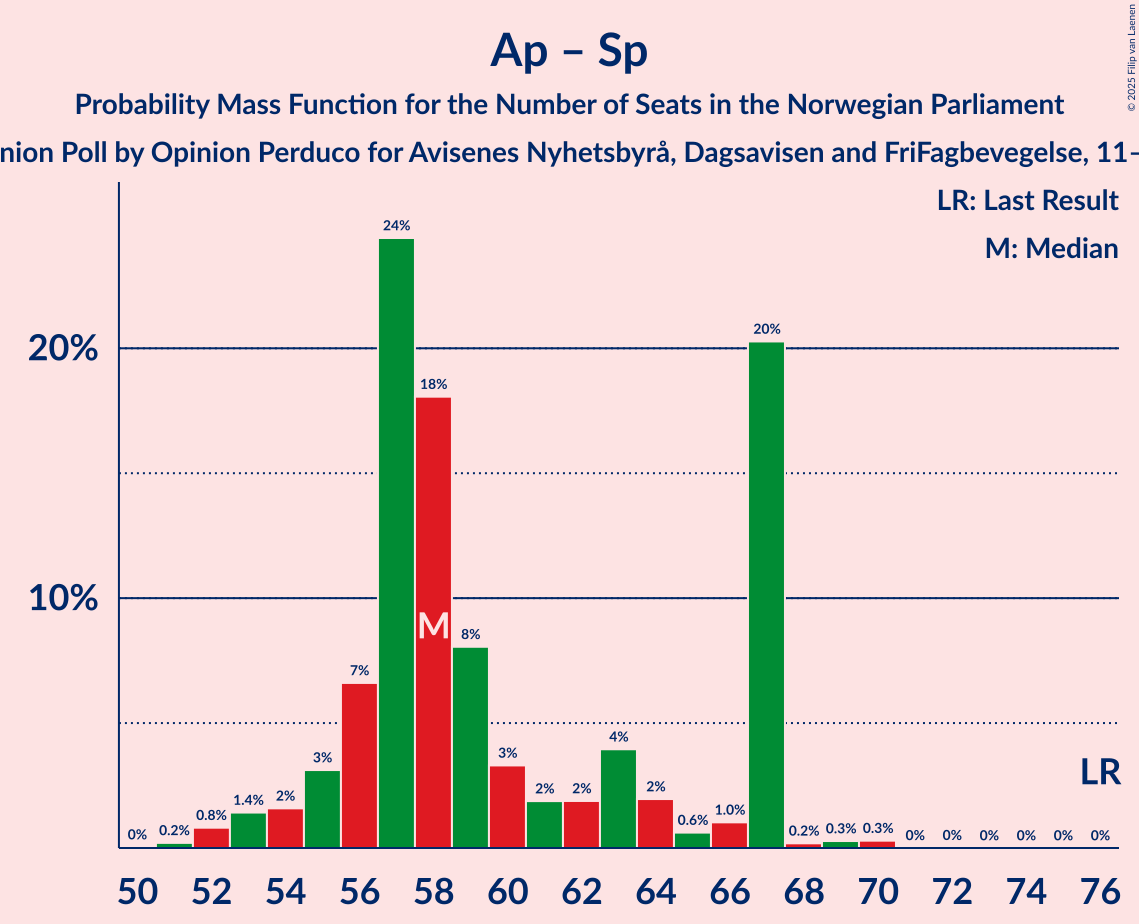 Ap – Sp
Probability Mass Function for the Number of Seats in the Norwegian Parliament
nion Poll by Opinion Perduco for Avisenes Nyhetsbyrå, Dagsavisen and FriFagbevegelse, 11–
© 2025 Filip van Laenen
LR: Last Result
M: Median
20%
10%
0% 0.2% 0.8% 1.4% 2% 3% 7% 24% 18% 8% 3% 2% 2% 4% 2% 0.6% 1.0% 20% 0.2% 0.3% 0.3% 0% 0% 0% 0% 0% 0%
M
LR
50 52 54 56 58 60 62 64 66 68 70 72 74 76